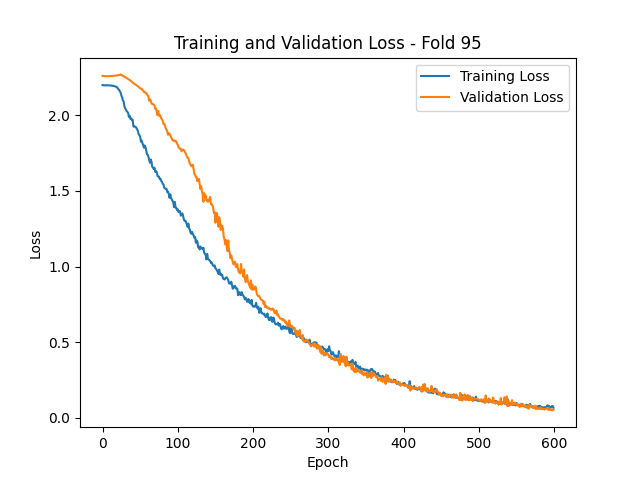 Training and Validation Loss - Fold 95
Training Loss
Validation Loss
Loss
2.0
1.5
1.0
0.5
0.0
0 100 200 300 400 500 600
Epoch